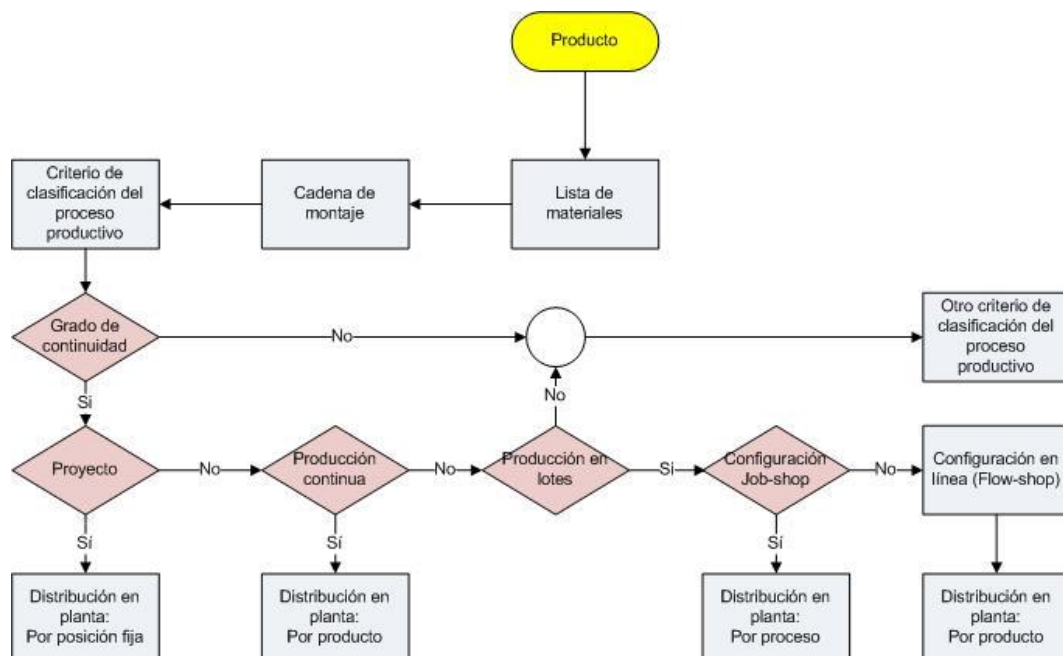 Producto
Criterio de
clasificación del
proceso
productivo
Cadena de
montaje
Lista de
materiales
Grado de
continuidad
No
Otro criterio de
clasificación del
proceso
productivo
Si
No
Proyecto
No
Producción
continua
No
Producción en
lotes
Si
Configuración
Job-shop
No
Configuración en
línea (Flow-shop)
Sí
Sí
Sí
Distribución en
planta:
Por posición fija
Distribución en
planta:
Por producto
Distribución en
planta:
Por proceso
Distribución en
planta:
Por producto